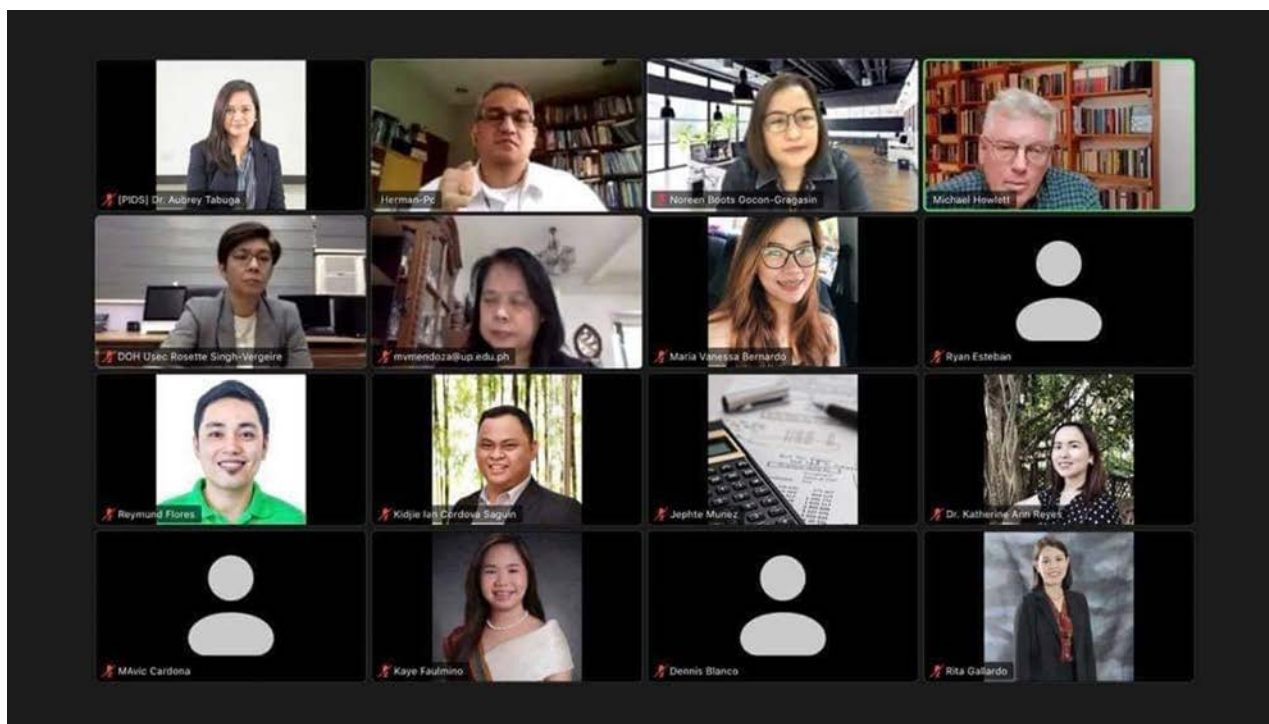 [PIDS] Dr. Aubrey Tabuga
Herman-Pc
Noreen Boots Gocon-Gragasin
Michael Howlett
DOH Usec Rosette Singh-Vergeire
mvmendoza@up.edu.ph
Maria Vanessa Bernardo
Ryan Esteban
Reymund Flores
Kidjie Ian Cordova Saguin
Jephte Munez
Dr. Katherine Ann Reyes
MAvic Cardona
Kaye Faulmino
Dennis Blanco
Rita Gallardo